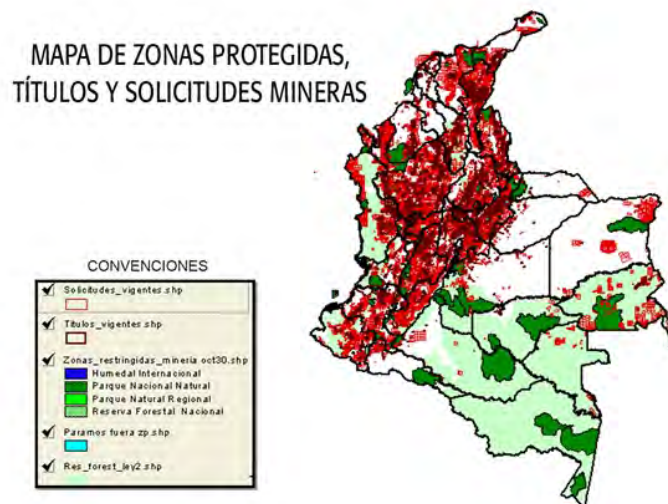 MAPA DE ZONAS PROTEGIDAS,
TÍTULOS Y SOLICITUDES MINERAS
CONVENCIONES
Solicitudes_vigentes.shp
Titulos_vigentes.shp
Zonas_restringidas_mineria oct30.shp
Humedal Internacional
Parque Nacional Natural
Parque Natural Regional
Reserva Forestal Nacional
Paramos fuera zp.shp
Res_forest_ley2.shp